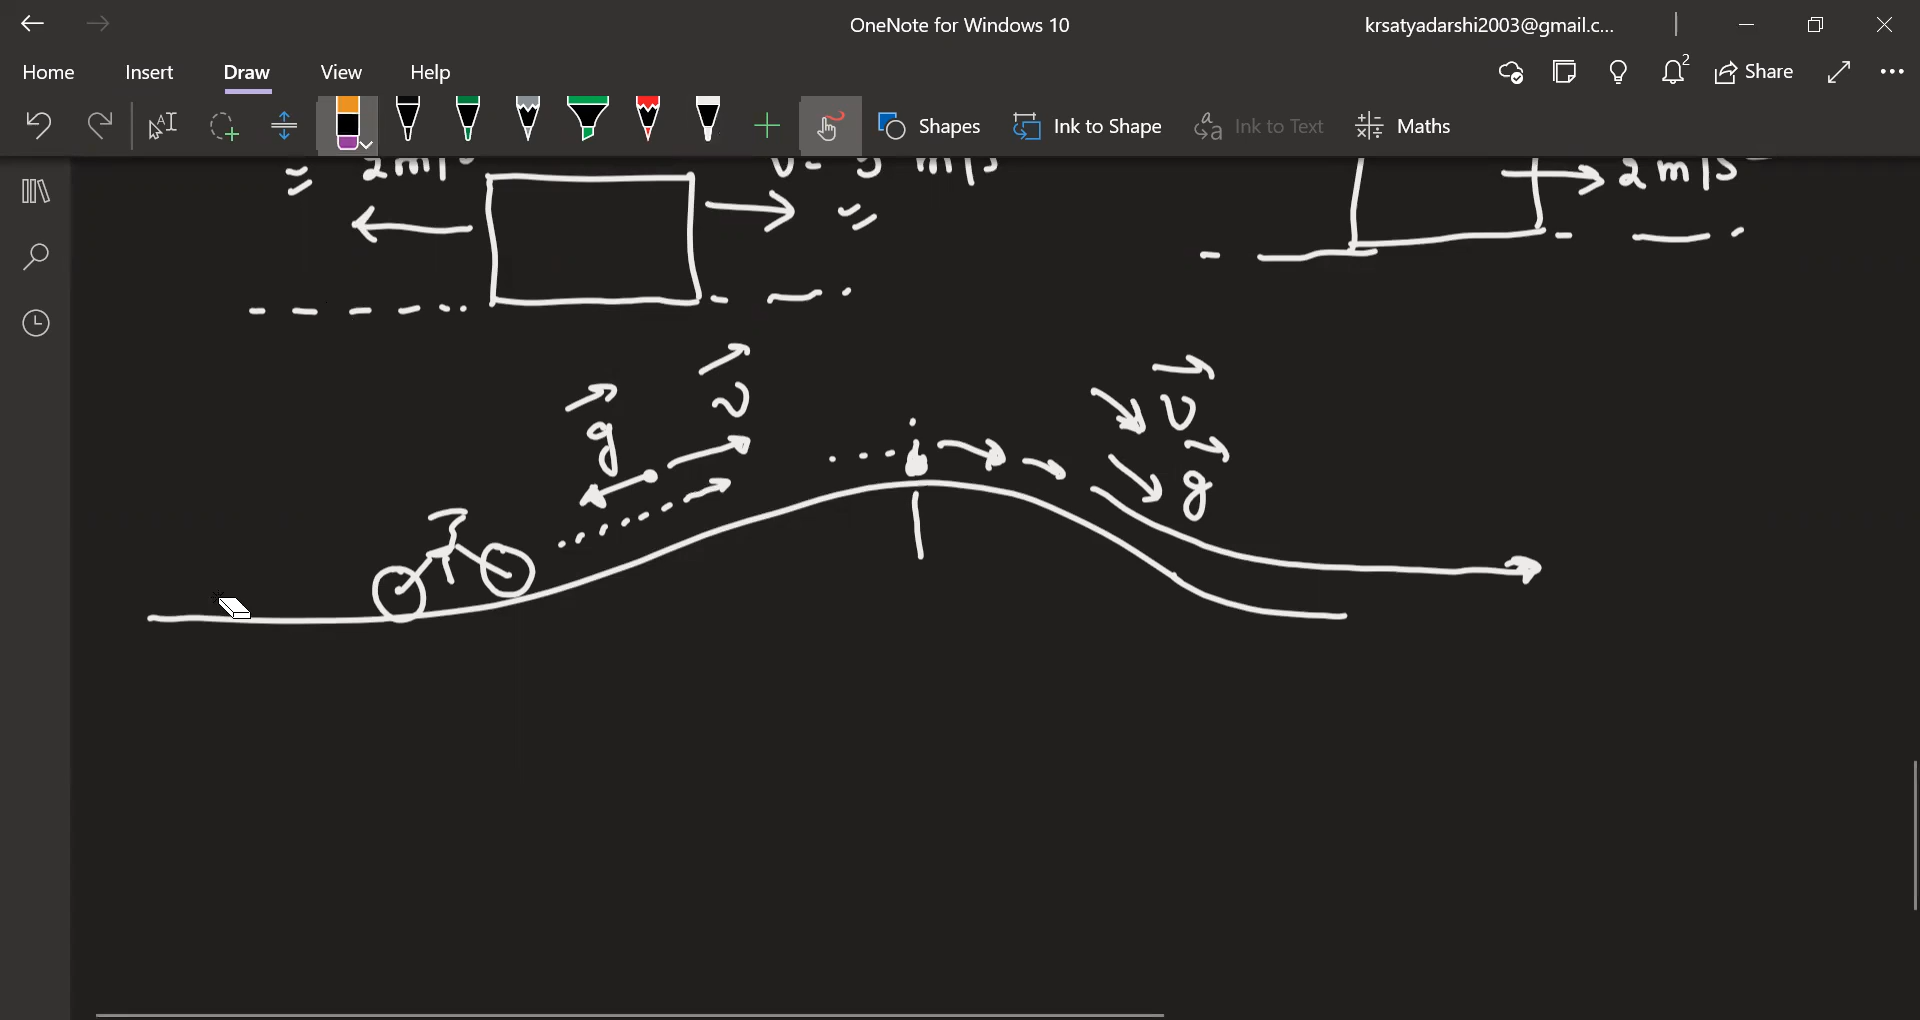 OneNote for Windows 10
krsatyadarshi2003@gmail.c...
Home Insert Draw View Help
2 Share
Shapes Ink to Shape Ink to Text Maths
= v = m/s 2 m/s
=
v
g
v
g